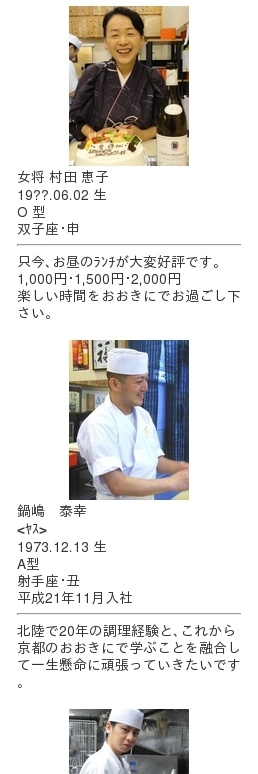 女将 村田 恵子
19??.06.02 生
O 型
双子座･申
只今､お昼のﾗﾝﾁが大変好評です。
1,000円･1,500円･2,000円
楽しい時間をおおきにでお過ごし下
さい。
福
鍋嶋　泰幸
<ﾔｽ>
1973.12.13 生
A型
射手座･丑
平成21年11月入社
北陸で20年の調理経験と､これから
京都のおおきにで学ぶことを融合し
て一生懸命に頑張っていきたいです
。